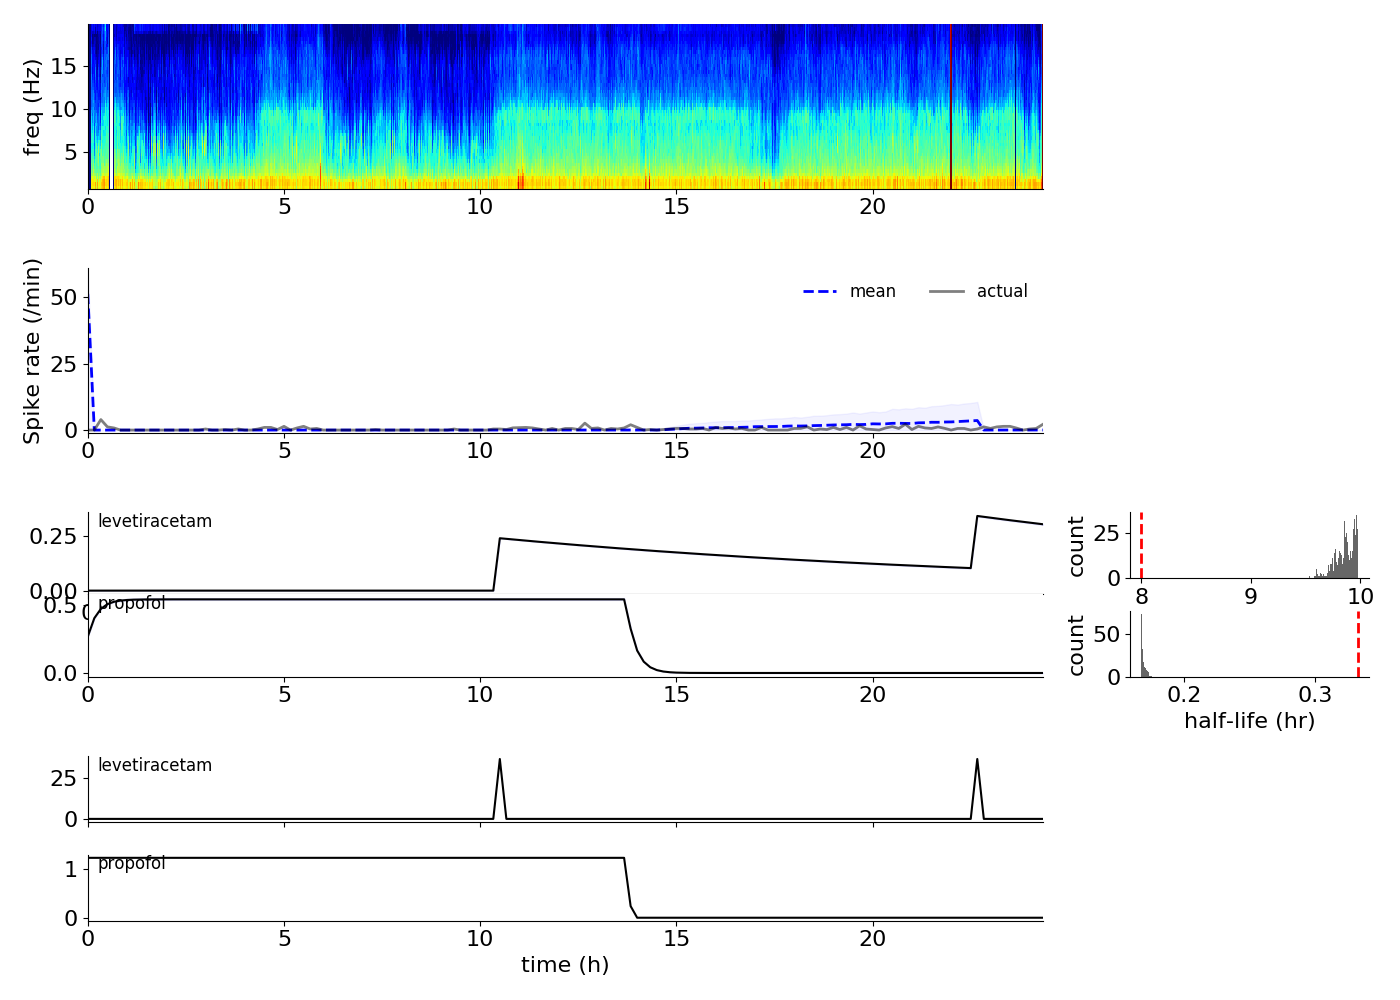 freq (Hz)
15
10
5
0 5 10 15 20
Spike rate (/min)
50
25
0
mean actual
0 5 10 15 20
levetiracetam
0.25
0.00
count
25
0
8 9 10
propofol
0.5
0.0
0 5 10 15 20
count
50
0
0.2 0.3
half-life (hr)
levetiracetam
25
0
propofol
1
0
0 5 10 15 20
time (h)